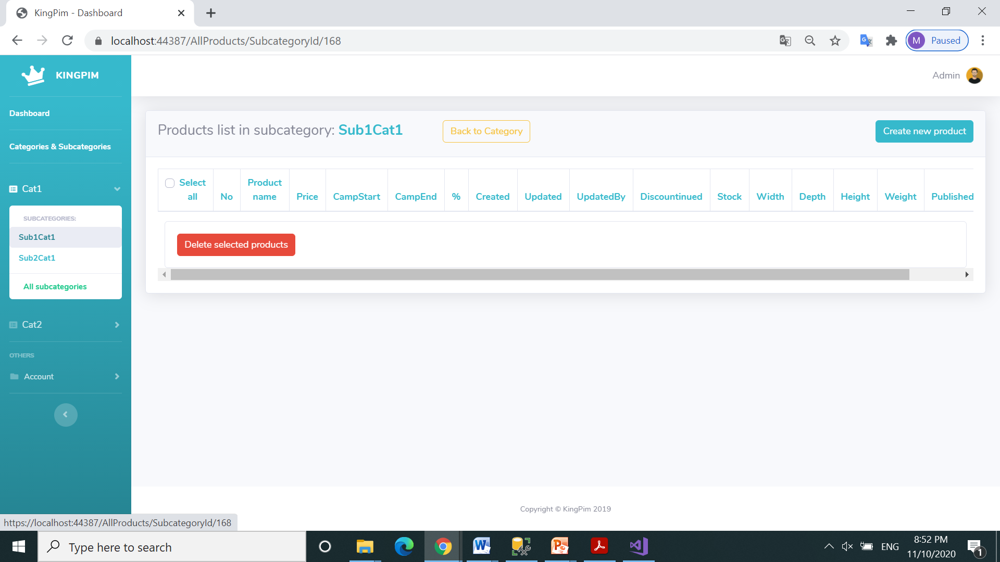 KingPim - Dashboard
localhost:44387/AllProducts/SubcategoryId/168
M Paused
KINGPIM
Admin
Dashboard
Categories & Subcategories
Cat1
SUBCATEGORIES:
Sub1Cat1
Sub2Cat1
All subcategories
Cat2
OTHERS
Account
Products list in subcategory: Sub1Cat1
Back to Category
Create new product
Select all
No
Product name
Price
CampStart
CampEnd
%
Created
Updated
UpdatedBy
Discountinued
Stock
Width
Depth
Height
Weight
Published
Delete selected products
Copyright © KingPim 2019
https://localhost:44387/AllProducts/SubcategoryId/168
Type here to search
ENG
8:52 PM
11/10/2020
1